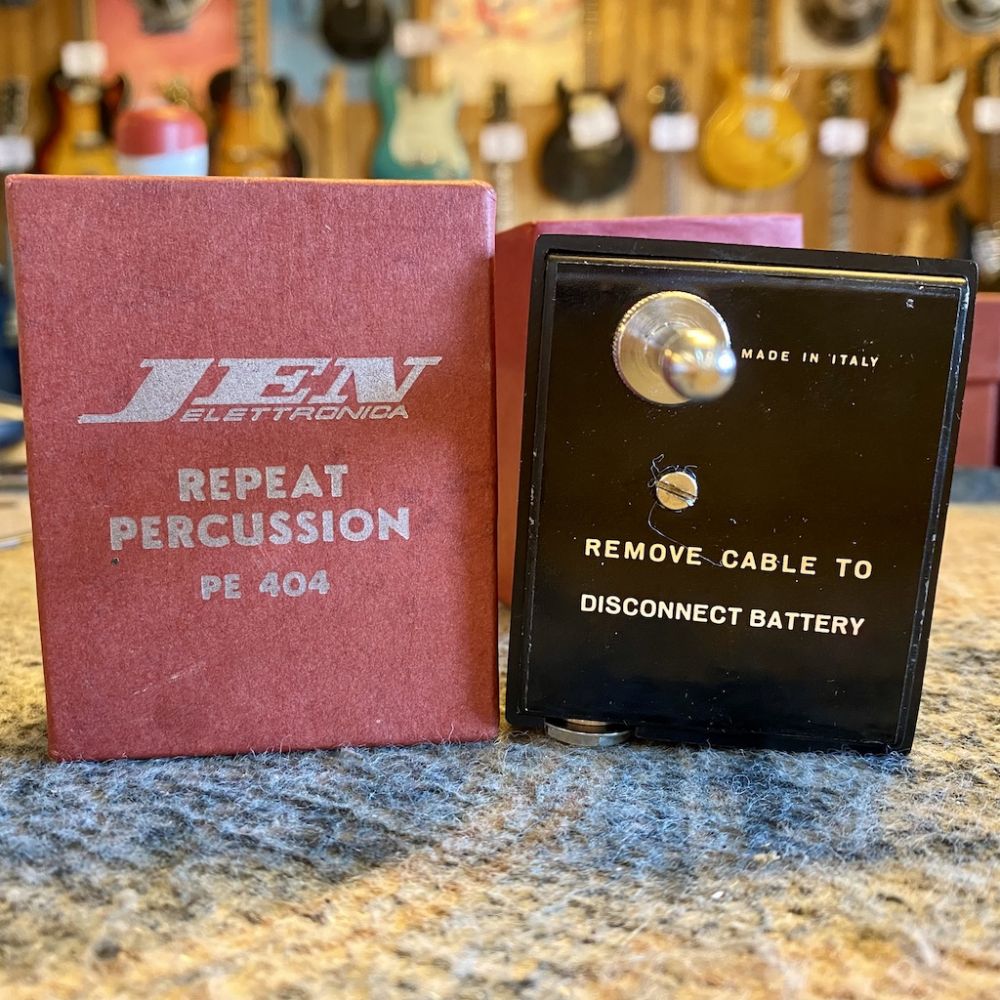 JEN
ELETTRONICA
REPEAT
PERCUSSION
PE 404
MADE IN ITALY
REMOVE CABLE TO
DISCONNECT BATTERY